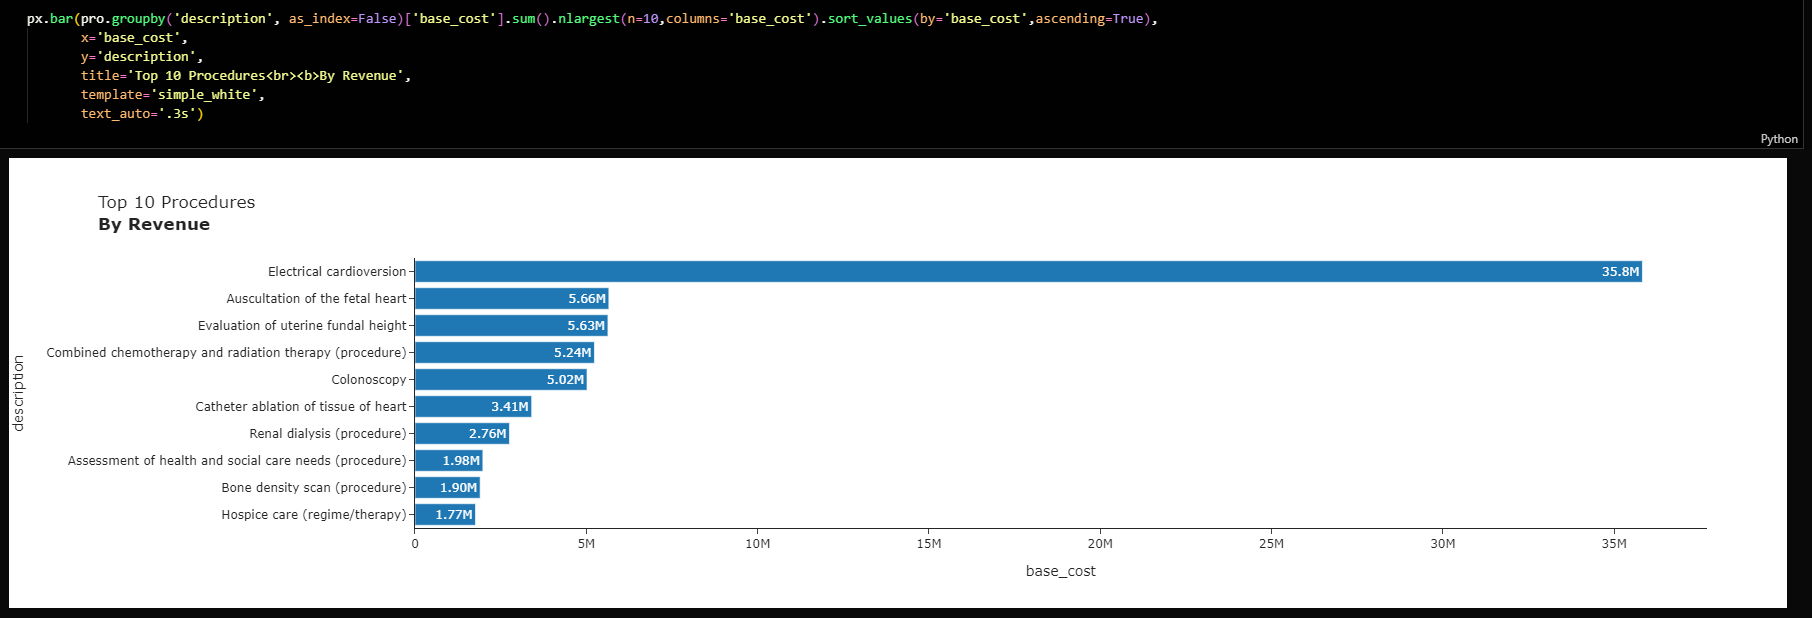 px.bar(pro.groupby('description', as_index=False)['base_cost'].sum().nlargest(n=10,columns='base_cost').sort_values(by='base_cost',ascending=True),
x='base_cost',
y='description',
title='Top 10 Procedures<br><b>By Revenue',
template='simple_white',
text_auto='.3s')
Python
Top 10 Procedures
By Revenue
description
Electrical cardioversion 35.8M
Auscultation of the fetal heart 5.66M
Evaluation of uterine fundal height 5.63M
Combined chemotherapy and radiation therapy (procedure) 5.24M
Colonoscopy 5.02M
Catheter ablation of tissue of heart 3.41M
Renal dialysis (procedure) 2.76M
Assessment of health and social care needs (procedure) 1.98M
Bone density scan (procedure) 1.90M
Hospice care (regime/therapy) 1.77M
0 5M 10M 15M 20M 25M 30M 35M
base_cost